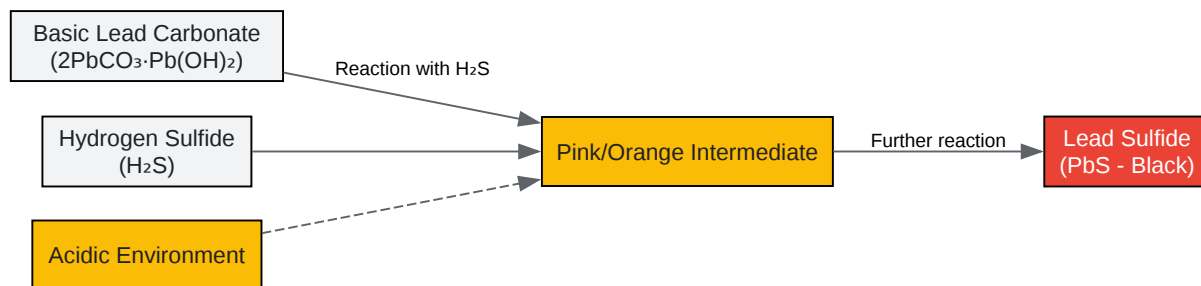 Basic Lead Carbonate
(2PbCO₃·Pb(OH)₂)
Reaction with H₂S
Hydrogen Sulfide
(H₂S)
Pink/Orange Intermediate
Further reaction
Lead Sulfide
(PbS - Black)
Acidic Environment